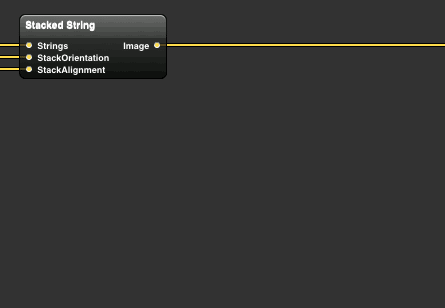 Stacked String
Strings Image
StackOrientation
StackAlignment